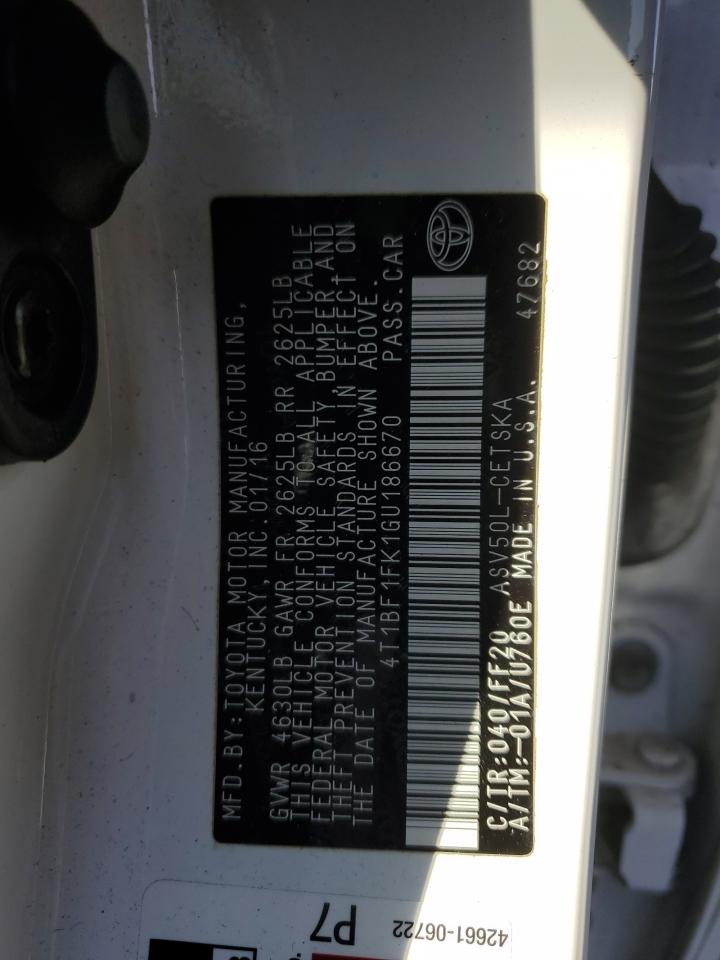 MFD.BY:TOYOTA MOTOR MANUFACTURING,
KENTUCKY, INC.01/16
GVWR 4630LB GAWR FR 2625LB RR 2625LB
THIS VEHICLE CONFORMS TO ALL APPLICABLE
FEDERAL MOTOR VEHICLE SAFETY, BUMPER AND
THEFT PREVENTION STANDARDS IN EFFECT ON
THE DATE OF MANUFACTURE SHOWN ABOVE.
4T1BF1FK1GU186670 PASS.CAR
C/TR:040/FF20 ASV50L-CETSKA
A/TM:-01A/U760E MADE IN U.S.A. 47682
P7
42661-06722